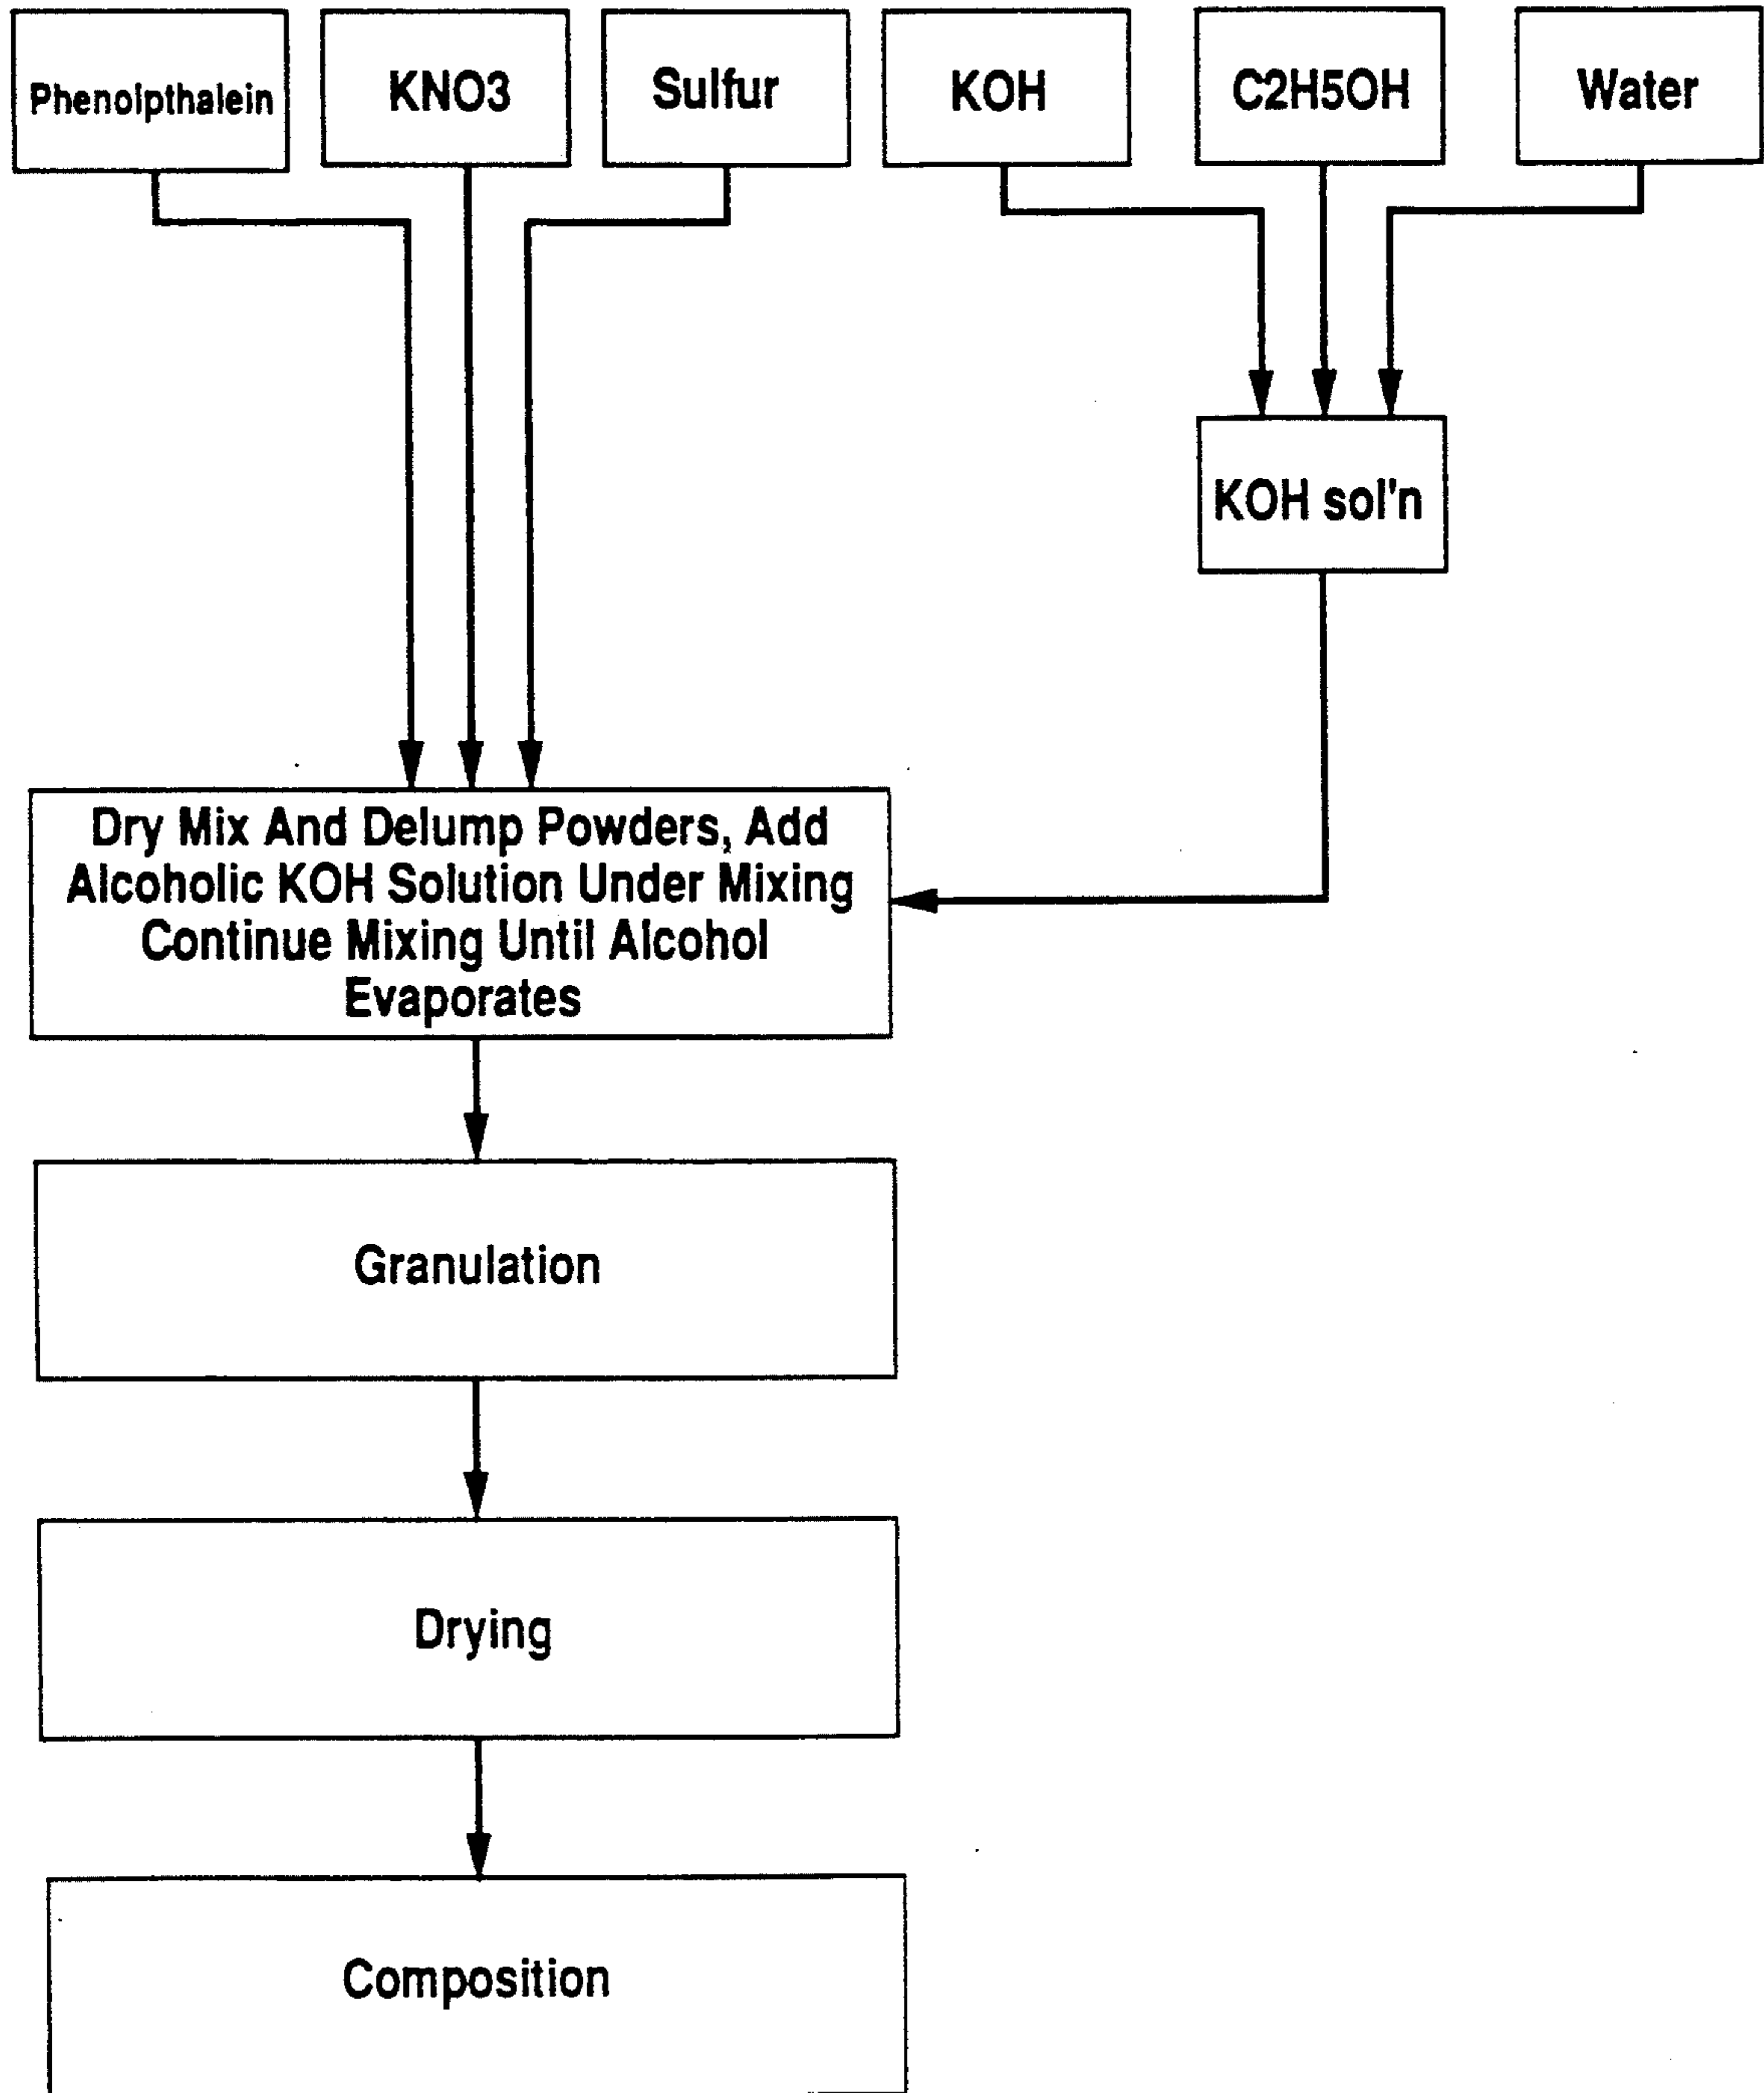 Phenolpthalein
KNO3
Sulfur
KOH
C2H5OH
Water
KOH sol'n
Dry Mix And Delump Powders, Add
Alcoholic KOH Solution Under Mixing
Continue Mixing Until Alcohol
Evaporates
Granulation
Drying
Composition